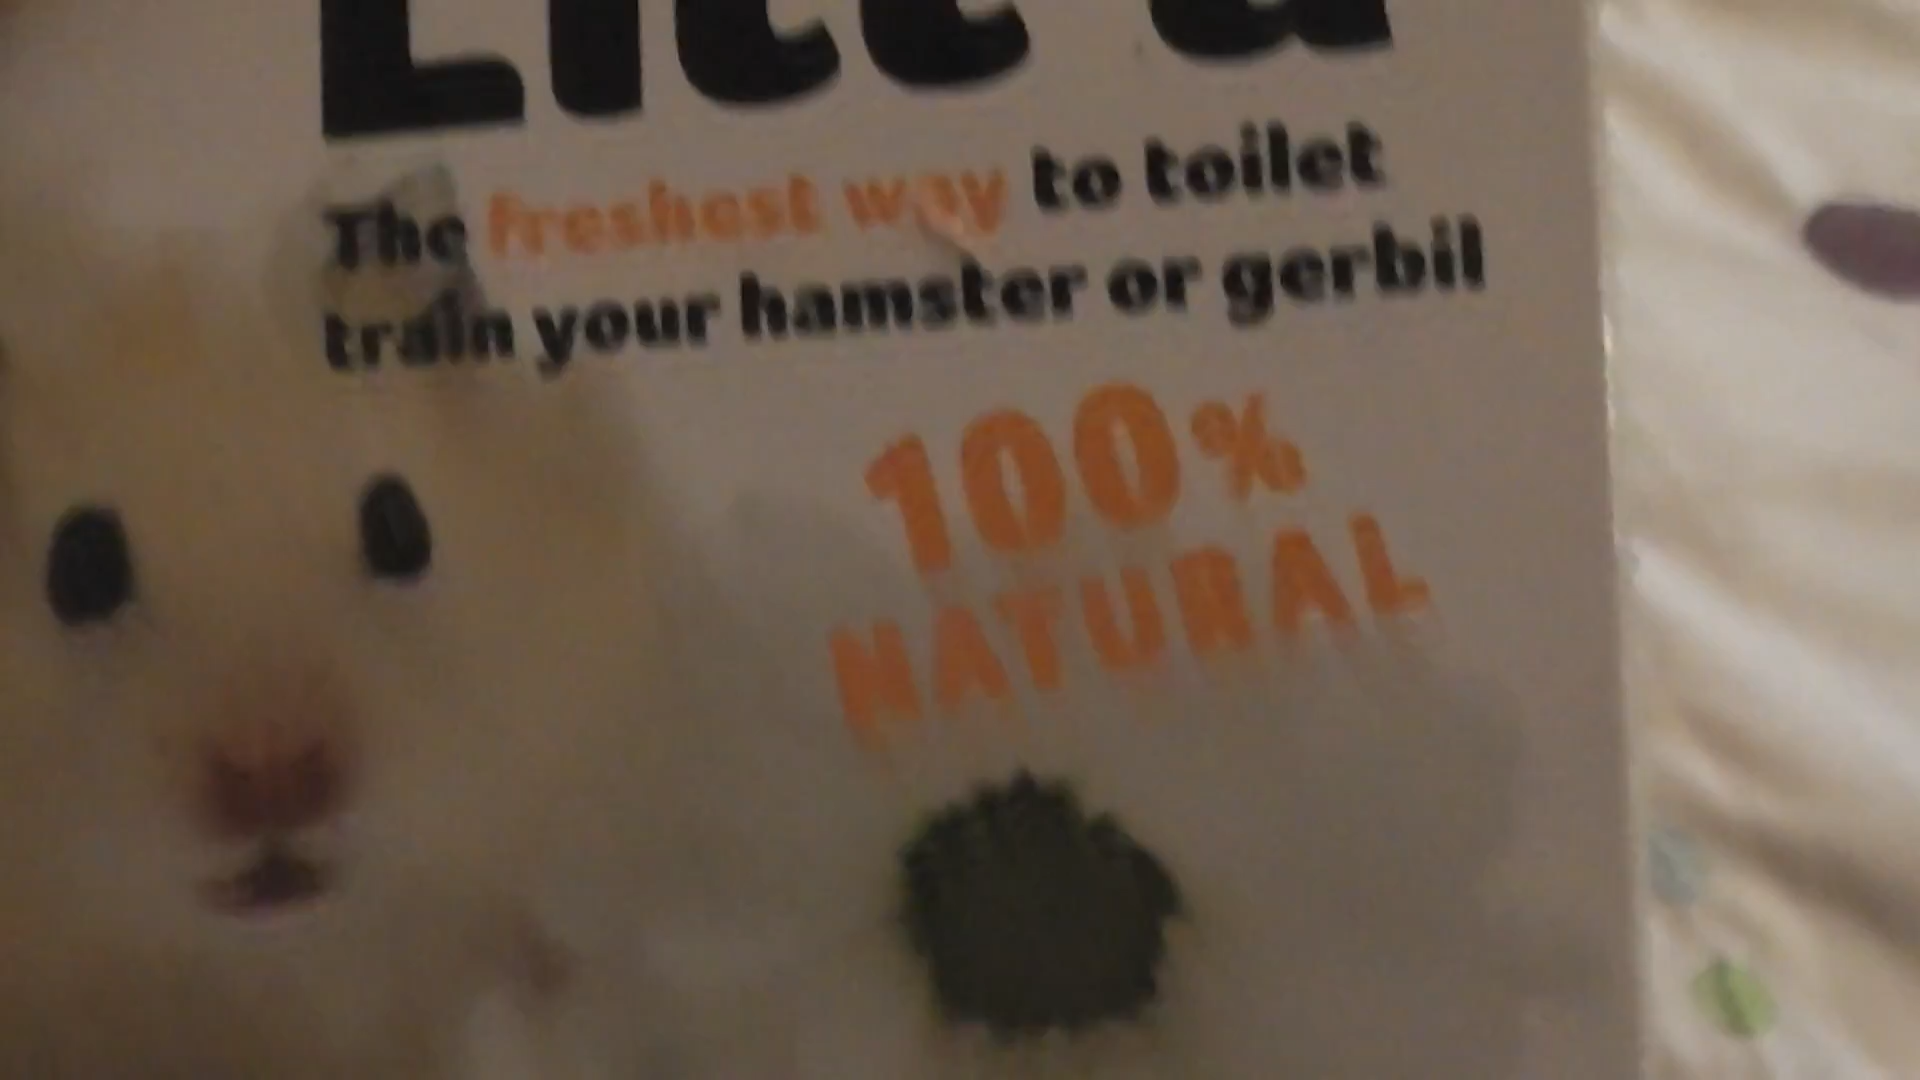 The freshest way to toilet
train your hamster or gerbil
100%
NATURAL